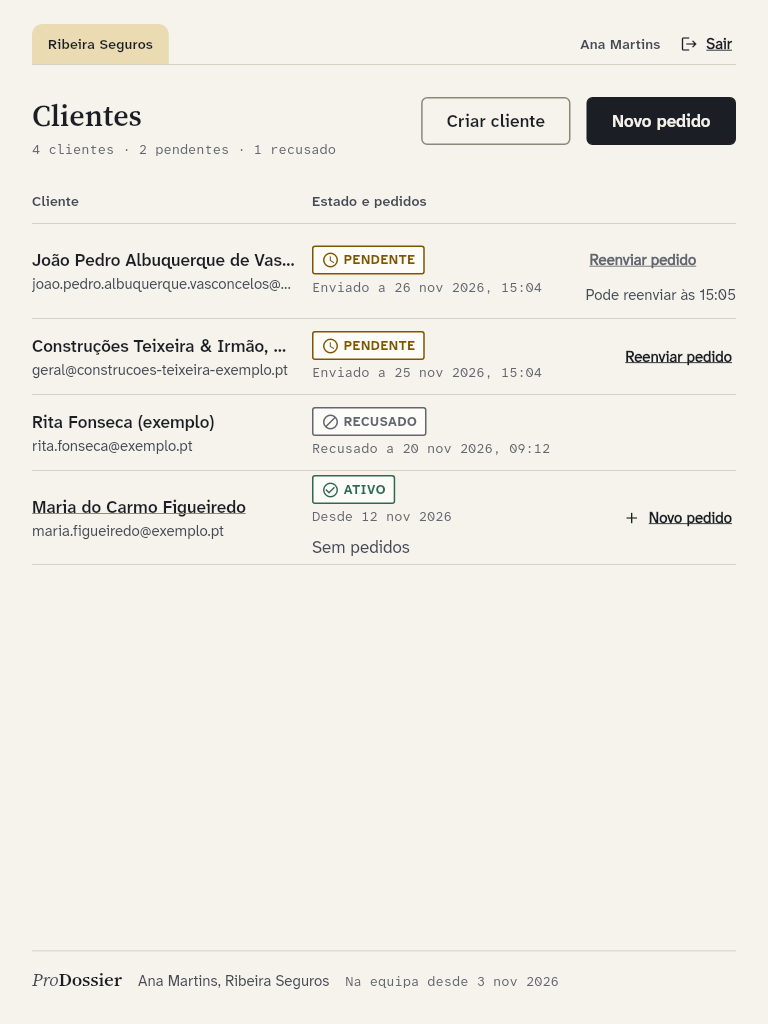 Ribeira Seguros
Ana Martins
Sair
Clientes
4 clientes · 2 pendentes · 1 recusado
Criar cliente
Novo pedido
Cliente
Estado e pedidos
João Pedro Albuquerque de Vas...
joao.pedro.albuquerque.vasconcelos@...
PENDENTE
Enviado a 26 nov 2026, 15:04
Reenviar pedido
Pode reenviar às 15:05
Construções Teixeira & Irmão, ...
geral@construcoes-teixeira-exemplo.pt
PENDENTE
Enviado a 25 nov 2026, 15:04
Reenviar pedido
Rita Fonseca (exemplo)
rita.fonseca@exemplo.pt
RECUSADO
Recusado a 20 nov 2026, 09:12
Maria do Carmo Figueiredo
maria.figueiredo@exemplo.pt
ATIVO
Desde 12 nov 2026
Sem pedidos
Novo pedido
ProDossier
Ana Martins, Ribeira Seguros
Na equipa desde 3 nov 2026